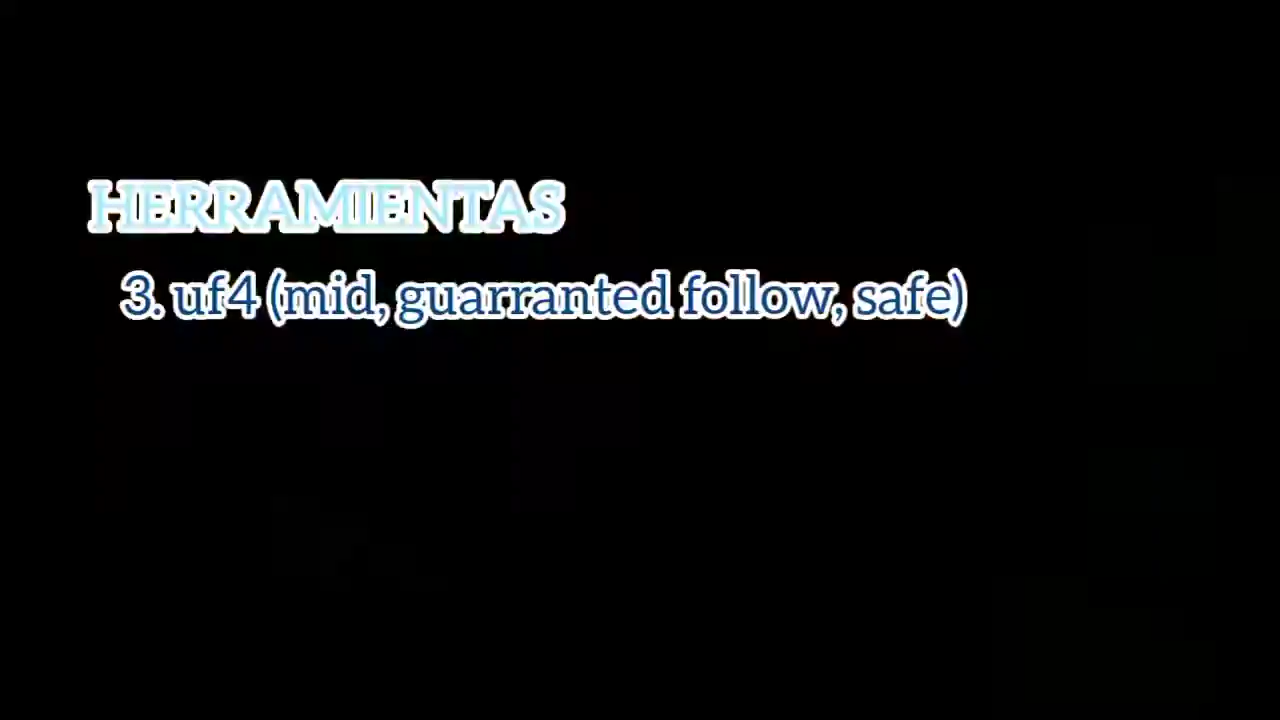 HERRAMIENTAS
3. uf4 (mid, guarranted follow, safe)